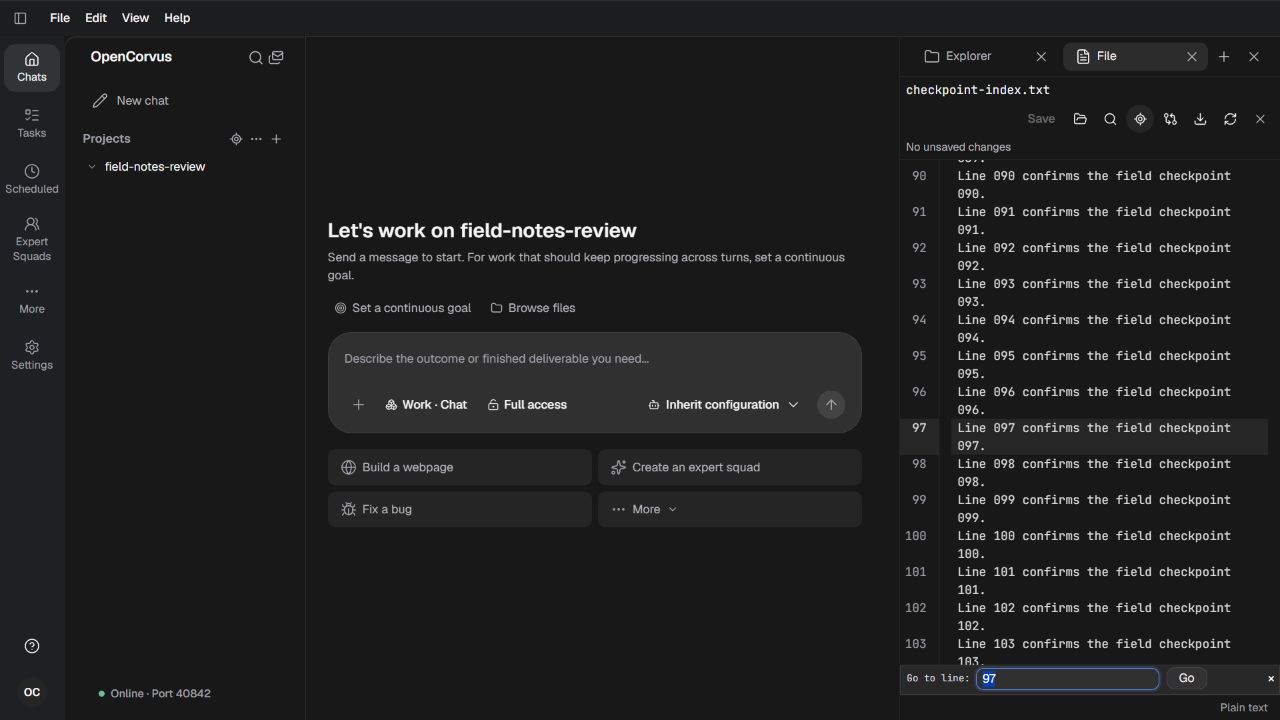 File Edit View Help
Chats
Tasks
Scheduled
Expert
Squads
More
Settings
OC
OpenCorvus
New chat
Projects
field-notes-review
Online · Port 40842
Let's work on field-notes-review
Send a message to start. For work that should keep progressing across turns, set a continuous
goal.
Set a continuous goal Browse files
Describe the outcome or finished deliverable you need...
Work · Chat Full access Inherit configuration
Build a webpage Create an expert squad
Fix a bug More
Explorer File
checkpoint-index.txt
Save
No unsaved changes
089.
90 Line 090 confirms the field checkpoint
090.
91 Line 091 confirms the field checkpoint
091.
92 Line 092 confirms the field checkpoint
092.
93 Line 093 confirms the field checkpoint
093.
94 Line 094 confirms the field checkpoint
094.
95 Line 095 confirms the field checkpoint
095.
96 Line 096 confirms the field checkpoint
096.
97 Line 097 confirms the field checkpoint
097.
98 Line 098 confirms the field checkpoint
098.
99 Line 099 confirms the field checkpoint
099.
100 Line 100 confirms the field checkpoint
100.
101 Line 101 confirms the field checkpoint
101.
102 Line 102 confirms the field checkpoint
102.
103 Line 103 confirms the field checkpoint
103.
Go to line: 97 Go
Plain text